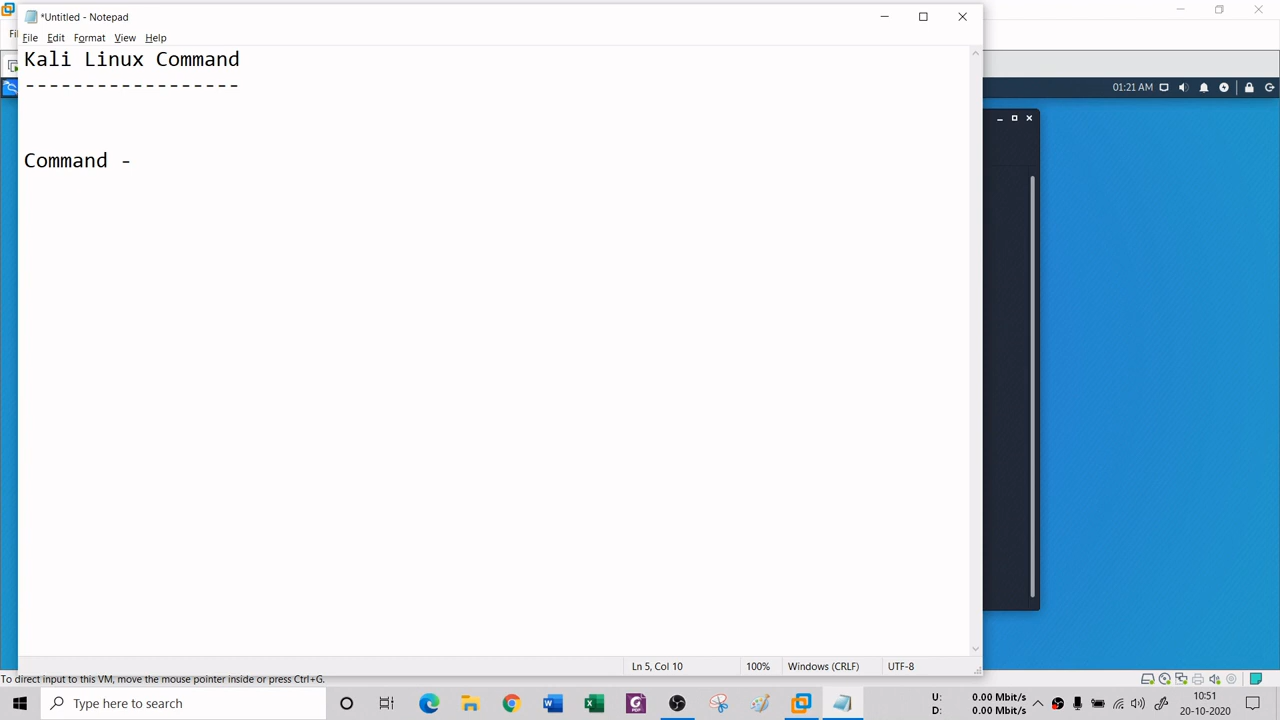 *Untitled - Notepad
File Edit Format View Help
Kali Linux Command
------------------
01:21 AM
Command -
Ln 5, Col 10 100% Windows (CRLF) UTF-8
To direct input to this VM, move the mouse pointer inside or press Ctrl+G.
Type here to search
U: 0.00 Mbit/s
D: 0.00 Mbit/s
10:51
20-10-2020